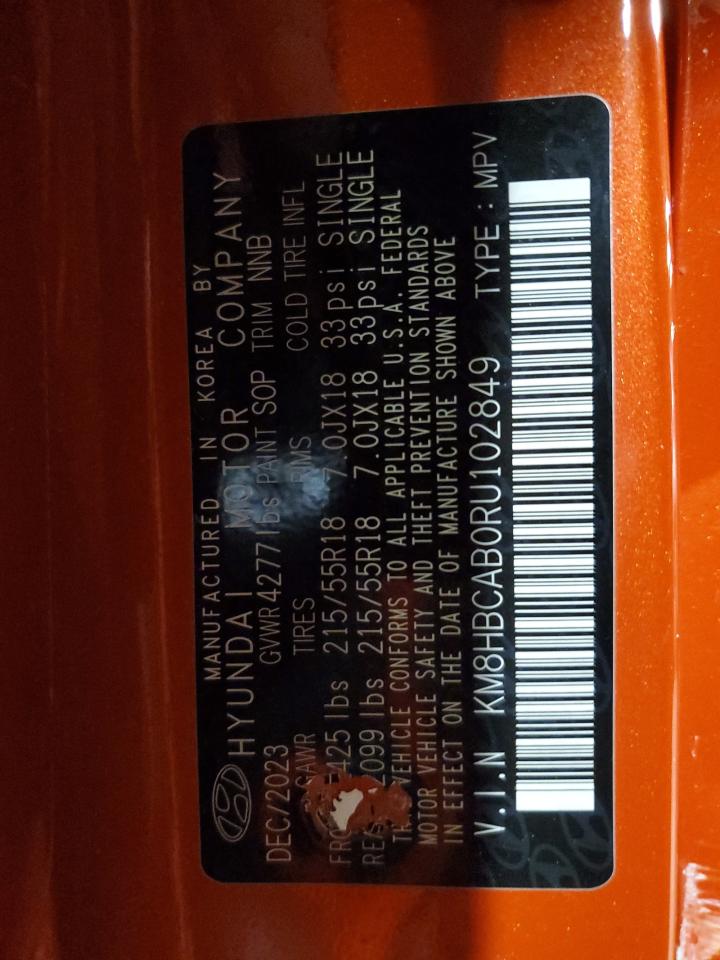 MANUFACTURED IN KOREA BY
HYUNDAI MOTOR COMPANY
DEC/2023 GVWR 4277 lbs PAINT SOP TRIM NNB
GAWR TIRES RIMS COLD TIRE INFL
425 lbs 215/55R18 7.0JX18 33psi SINGLE
2099 lbs 215/55R18 7.0JX18 33psi SINGLE
VEHICLE CONFORMS TO ALL APPLICABLE U.S.A. FEDERAL
MOTOR VEHICLE SAFETY AND THEFT PREVENTION STANDARDS
IN EFFECT ON THE DATE OF MANUFACTURE SHOWN ABOVE
V.I.N KM8HBCAB0RU102849 TYPE : MPV